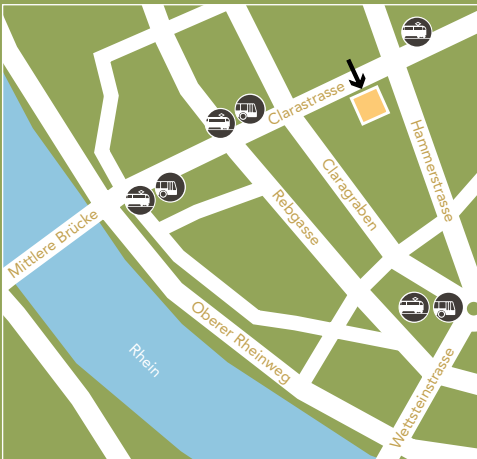 Clarastrasse
Hammerstrasse
Claragraben
Rebgasse
Mittlere Brücke
Oberer Rheinweg
Rhein
Wettsteinstrasse